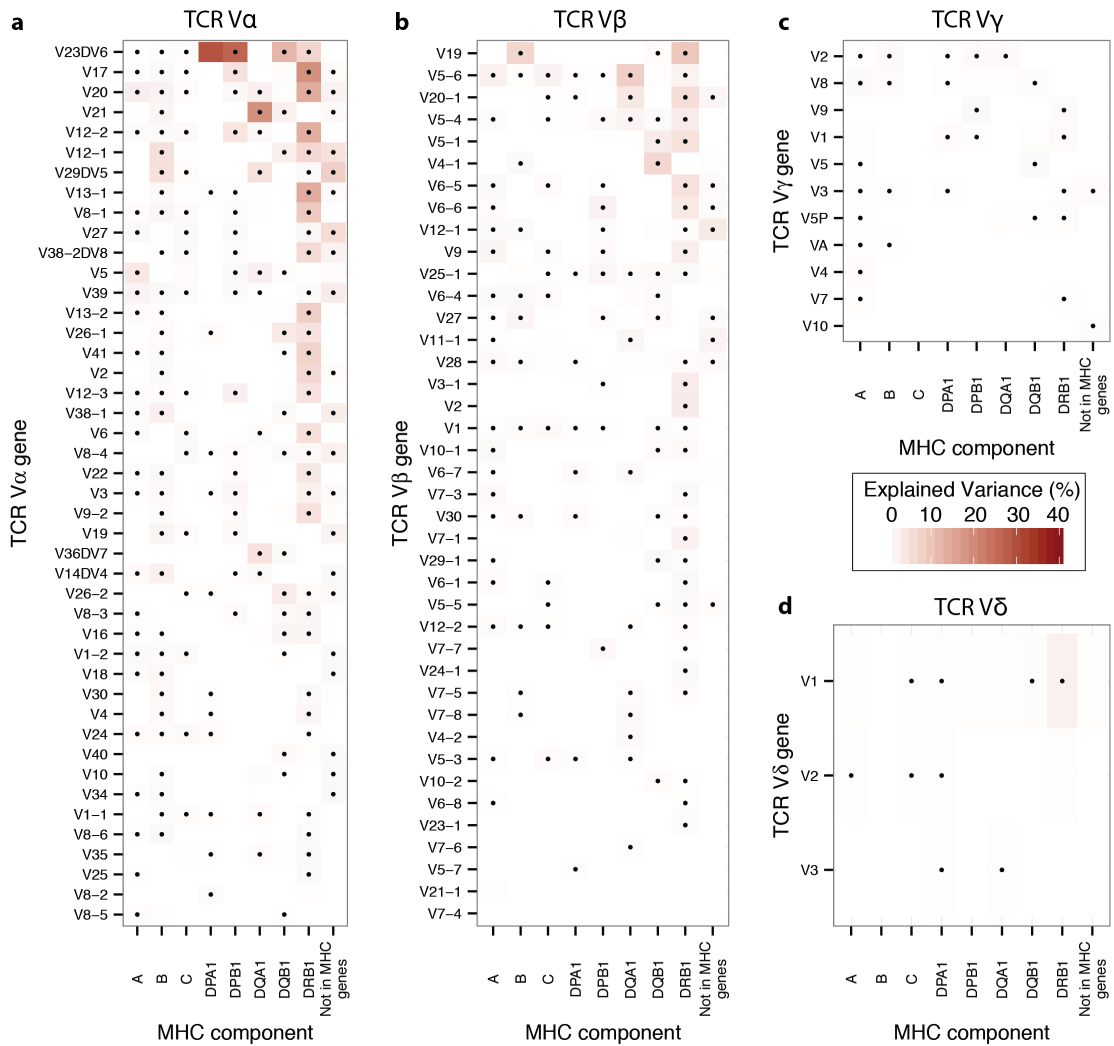 a
TCR Vα
V23DV6
V17
V20
V21
V12−2
V12−1
V29DV5
V13−1
V8−1
V27
V38−2DV8
V5
V39
V13−2
V26−1
V41
V2
V12−3
V38−1
V6
V8−4
V22
V3
V9−2
V19
V36DV7
V14DV4
V26−2
V8−3
V16
V1−2
V18
V30
V4
V24
V40
V10
V34
V1−1
V8−6
V35
V25
V8−2
V8−5
TCR Vα gene
A
B
C
DPA1
DPB1
DQA1
DQB1
DRB1
Not in MHC
genes
MHC component
b
TCR Vβ
V19
V5−6
V20−1
V5−4
V5−1
V4−1
V6−5
V6−6
V12−1
V9
V25−1
V6−4
V27
V11−1
V28
V3−1
V2
V1
V10−1
V6−7
V7−3
V30
V7−1
V29−1
V6−1
V5−5
V12−2
V7−7
V24−1
V7−5
V7−8
V4−2
V5−3
V10−2
V6−8
V23−1
V7−6
V5−7
V21−1
V7−4
TCR Vβ gene
A
B
C
DPA1
DPB1
DQA1
DQB1
DRB1
Not in MHC
genes
MHC component
c
TCR Vγ
V2
V8
V9
V1
V5
V3
V5P
VA
V4
V7
V10
TCR Vγ gene
A
B
C
DPA1
DPB1
DQA1
DQB1
DRB1
Not in MHC
genes
MHC component
Explained Variance (%)
0 10 20 30 40
d
TCR Vδ
V1
V2
V3
TCR Vδ gene
A
B
C
DPA1
DPB1
DQA1
DQB1
DRB1
Not in MHC
genes
MHC component